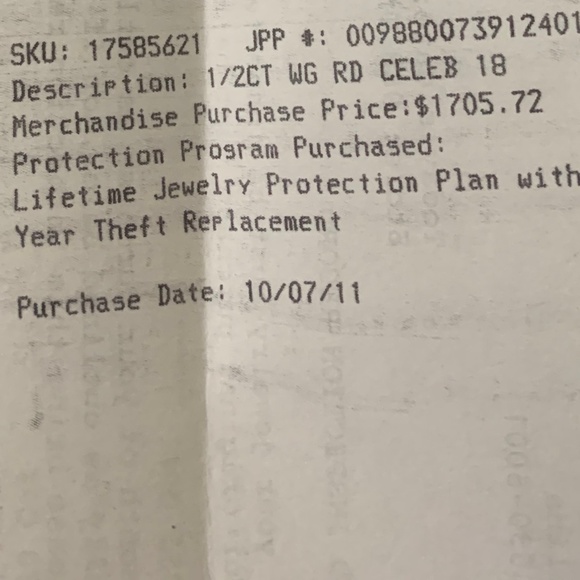 SKU: 17585621 JPP #: 009880073912401
Description: 1/2CT WG RD CELEB 18
Merchandise Purchase Price:$1705.72
Protection Program Purchased:
Lifetime Jewelry Protection Plan with
Year Theft Replacement
Purchase Date: 10/07/11